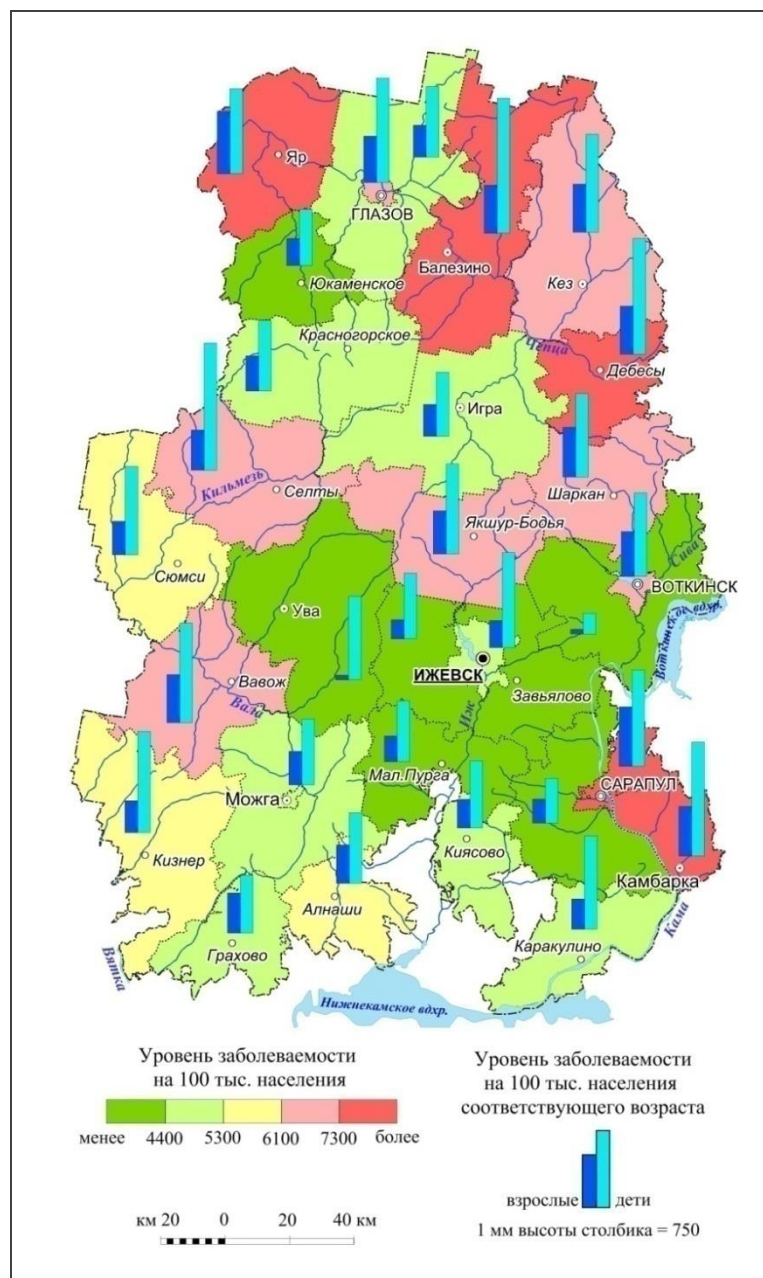 Яр
ГЛАЗОВ
Балезино
Юкаменское
Кез
Красногорское
Чепца
Дебесы
Игра
Кильмезь
Селты
Шаркан
Якшур-Бодья
Сива
Сюмси
ВОТКИНСК
Ува
Воткинское вдхр.
ИЖЕВСК
Вавож
Завьялово
Вала
Иж
Мал.Пурга
САРАПУЛ
Можга
Киясово
Кизнер
Камбарка
Алнаши
Кама
Грахово
Каракулино
Вятка
Нижнекамское вдхр.
Уровень заболеваемости
на 100 тыс. населения
менее 4400 5300 6100 7300 более
Уровень заболеваемости
на 100 тыс. населения
соответствующего возраста
взрослые дети
1 мм высоты столбика = 750
км 20 0 20 40 км